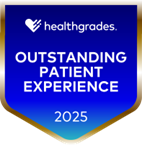 healthgrades.
OUTSTANDING
PATIENT
EXPERIENCE
2025